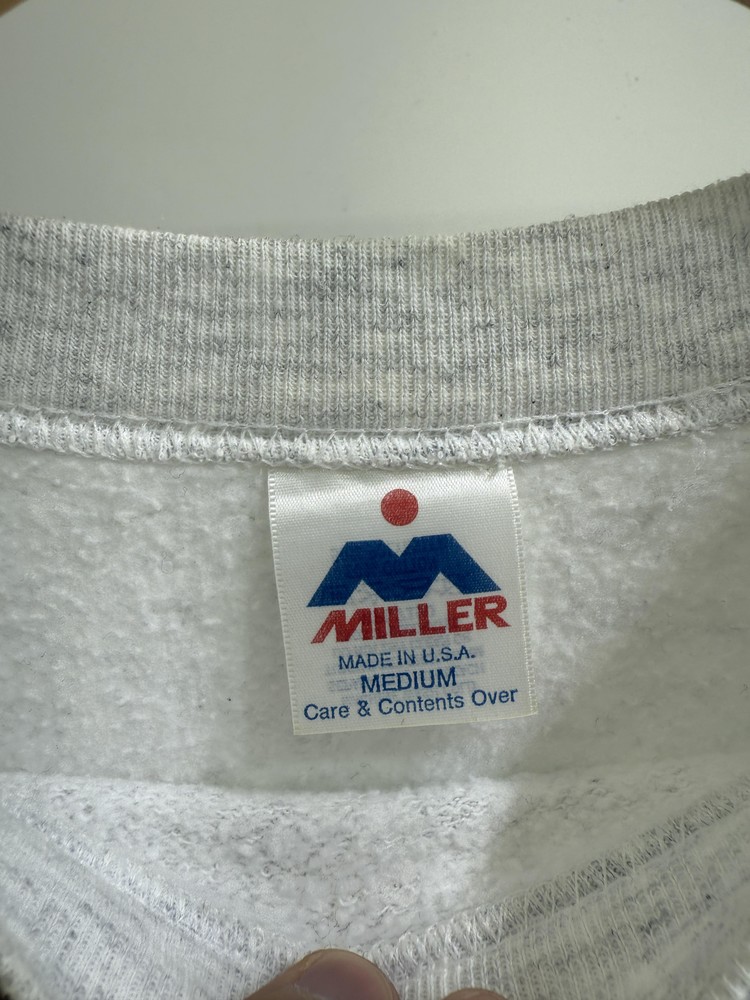 MILLER
MADE IN U.S.A.
MEDIUM
Care & Contents Over